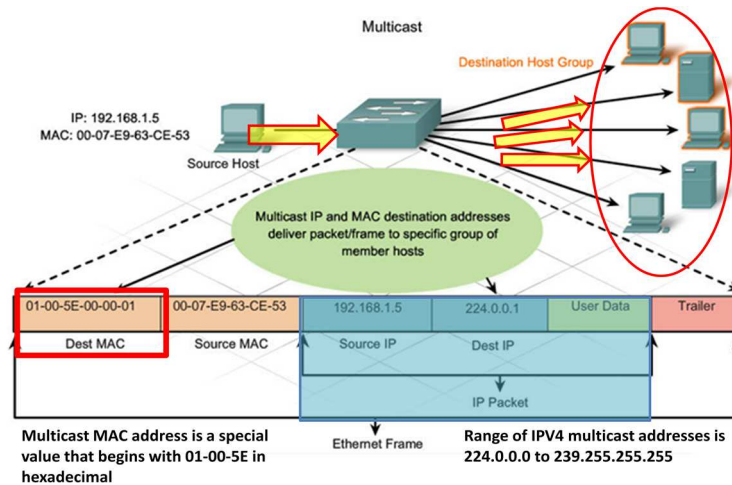 Multicast
Destination Host Group
IP: 192.168.1.5
MAC: 00-07-E9-63-CE-53
Source Host
Multicast IP and MAC destination addresses
deliver packet/frame to specific group of
member hosts
01-00-5E-00-00-01 00-07-E9-63-CE-53 192.168.1.5 224.0.0.1 User Data Trailer
Dest MAC Source MAC Source IP Dest IP
IP Packet
Ethernet Frame
Multicast MAC address is a special
value that begins with 01-00-5E in
hexadecimal
Range of IPV4 multicast addresses is
224.0.0.0 to 239.255.255.255